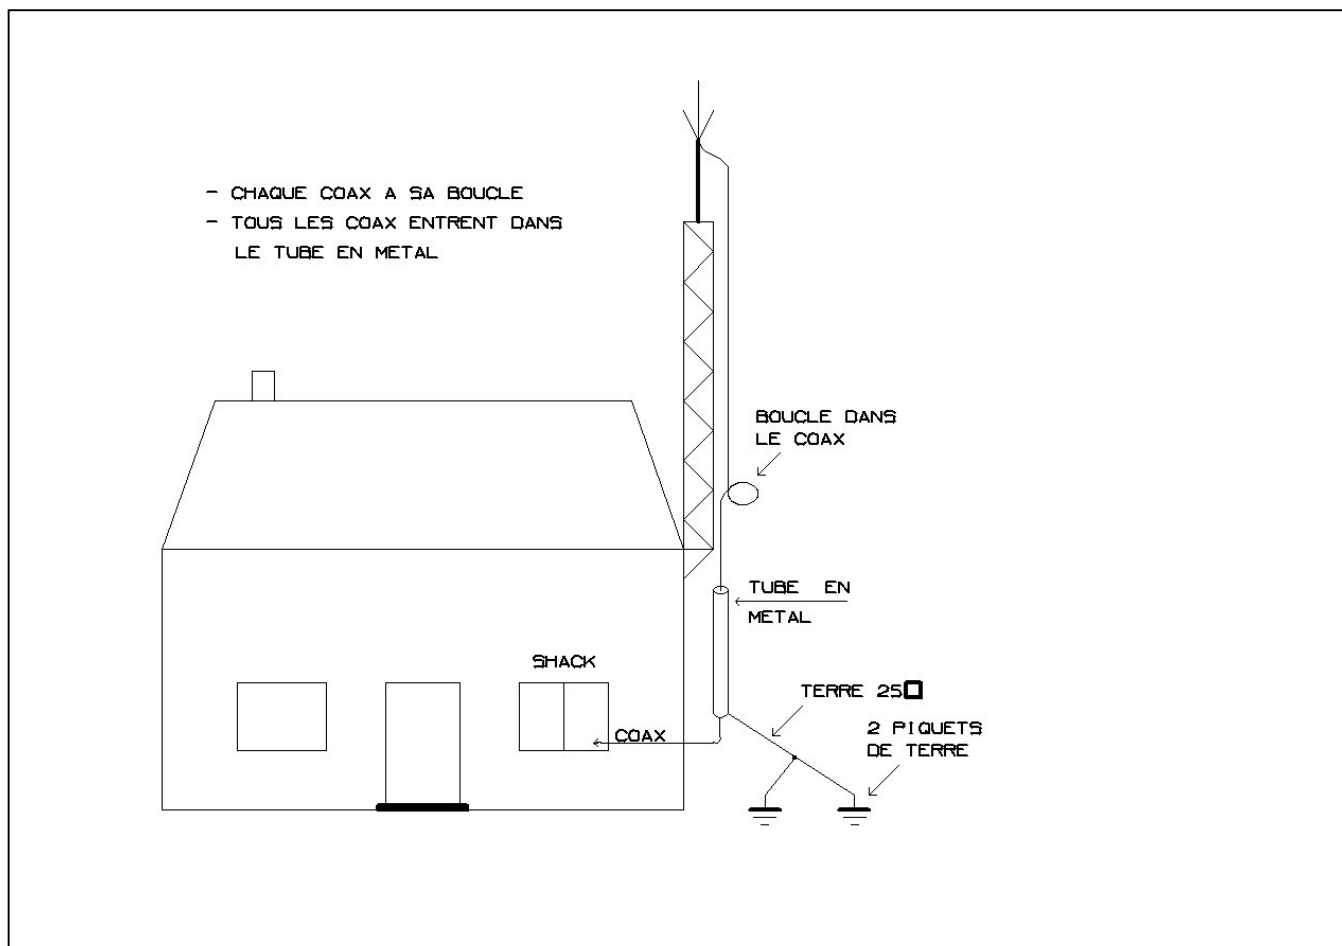 - CHAQUE COAX A SA BOUCLE
- TOUS LES COAX ENTRENT DANS
LE TUBE EN METAL
BOUCLE DANS
LE COAX
TUBE EN
METAL
SHACK
TERRE 25□
COAX
2 PIQUETS
DE TERRE